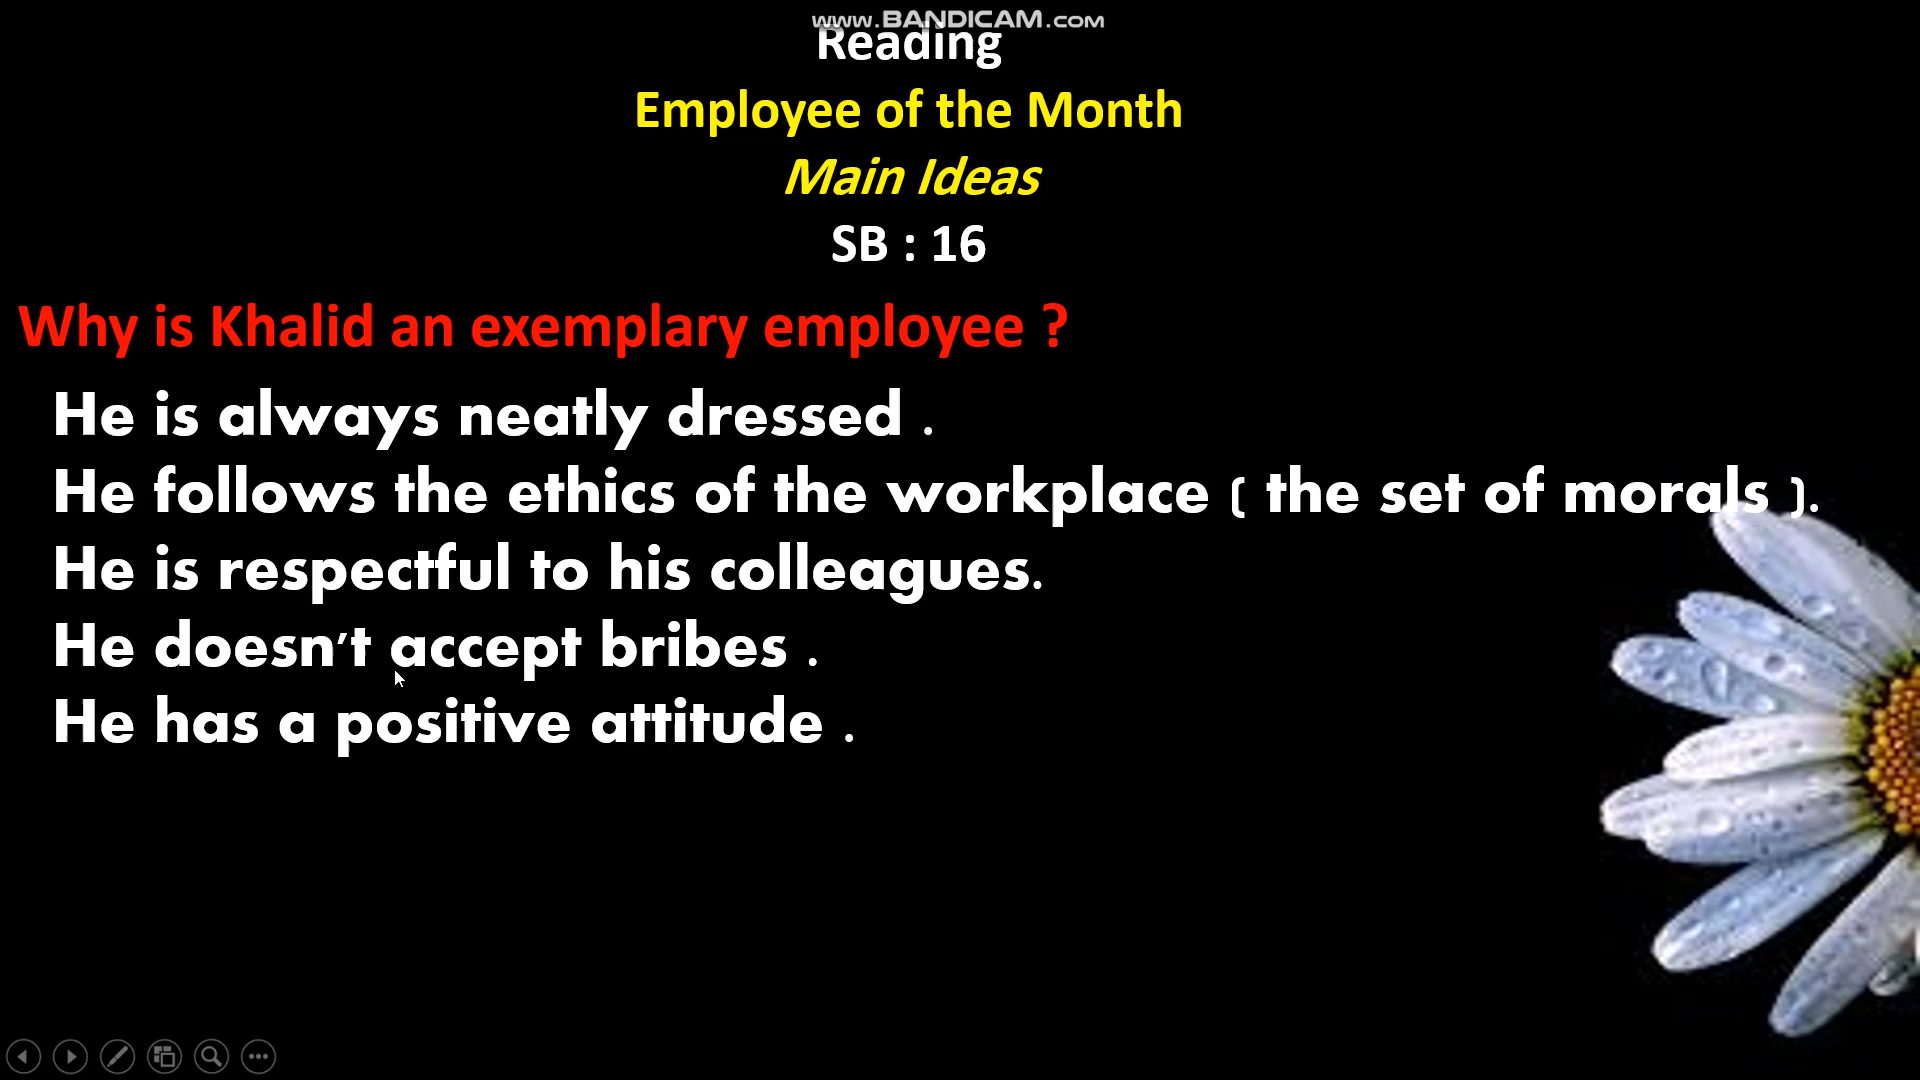 www.BANDICAM.com
Reading
Employee of the Month
Main Ideas
SB : 16
Why is Khalid an exemplary employee ?
He is always neatly dressed .
He follows the ethics of the workplace ( the set of morals ).
He is respectful to his colleagues.
He doesn't accept bribes .
He has a positive attitude .